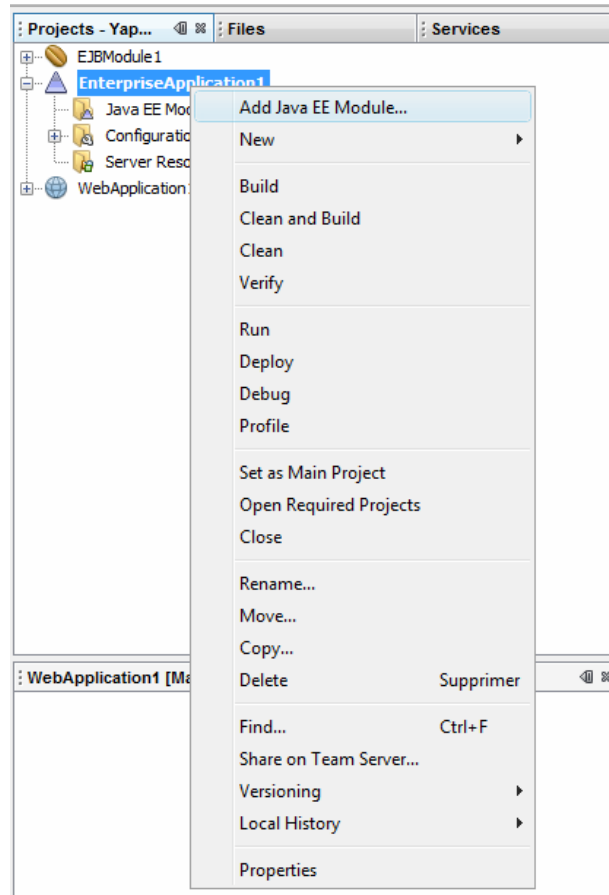 Projects - Yap... Files Services
EJBModule1
EnterpriseApplication1
Java EE Moc
Configuratio
Server Reso
WebApplication1
Add Java EE Module...
New
Build
Clean and Build
Clean
Verify
Run
Deploy
Debug
Profile
Set as Main Project
Open Required Projects
Close
Rename...
Move...
Copy...
Delete Supprimer
Find... Ctrl+F
Share on Team Server...
Versioning
Local History
Properties
WebApplication1 [Ma